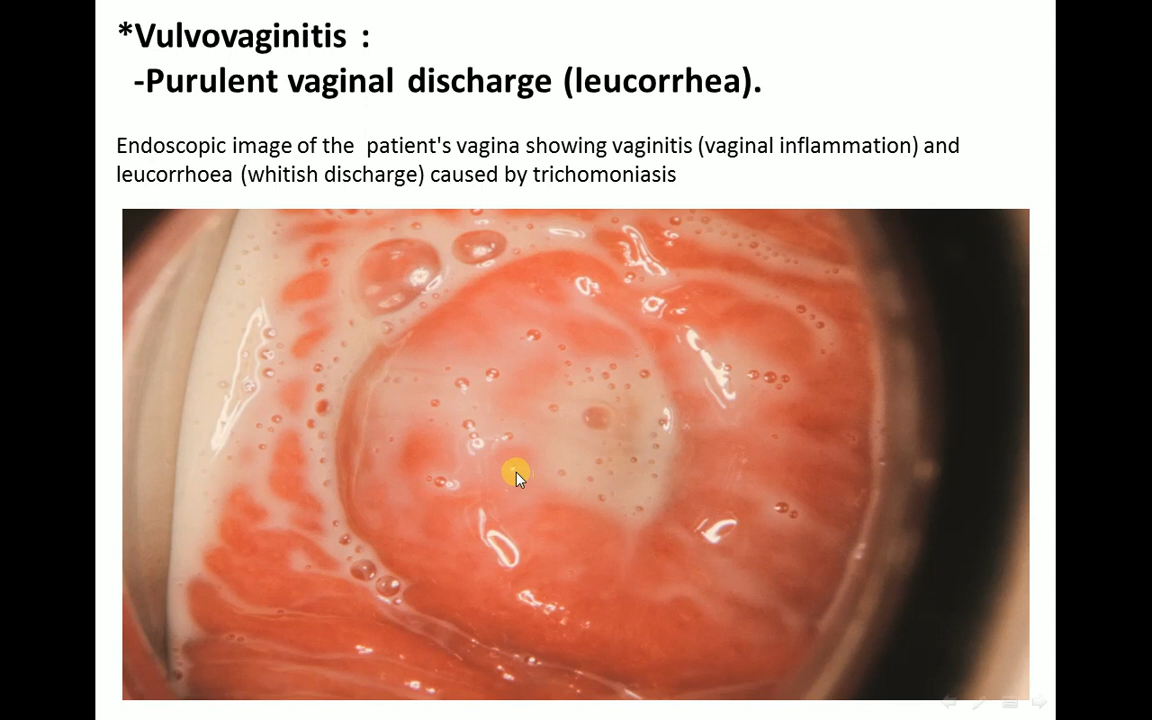 *Vulvovaginitis :
-Purulent vaginal discharge (leucorrhea).
Endoscopic image of the patient's vagina showing vaginitis (vaginal inflammation) and
leucorrhoea (whitish discharge) caused by trichomoniasis